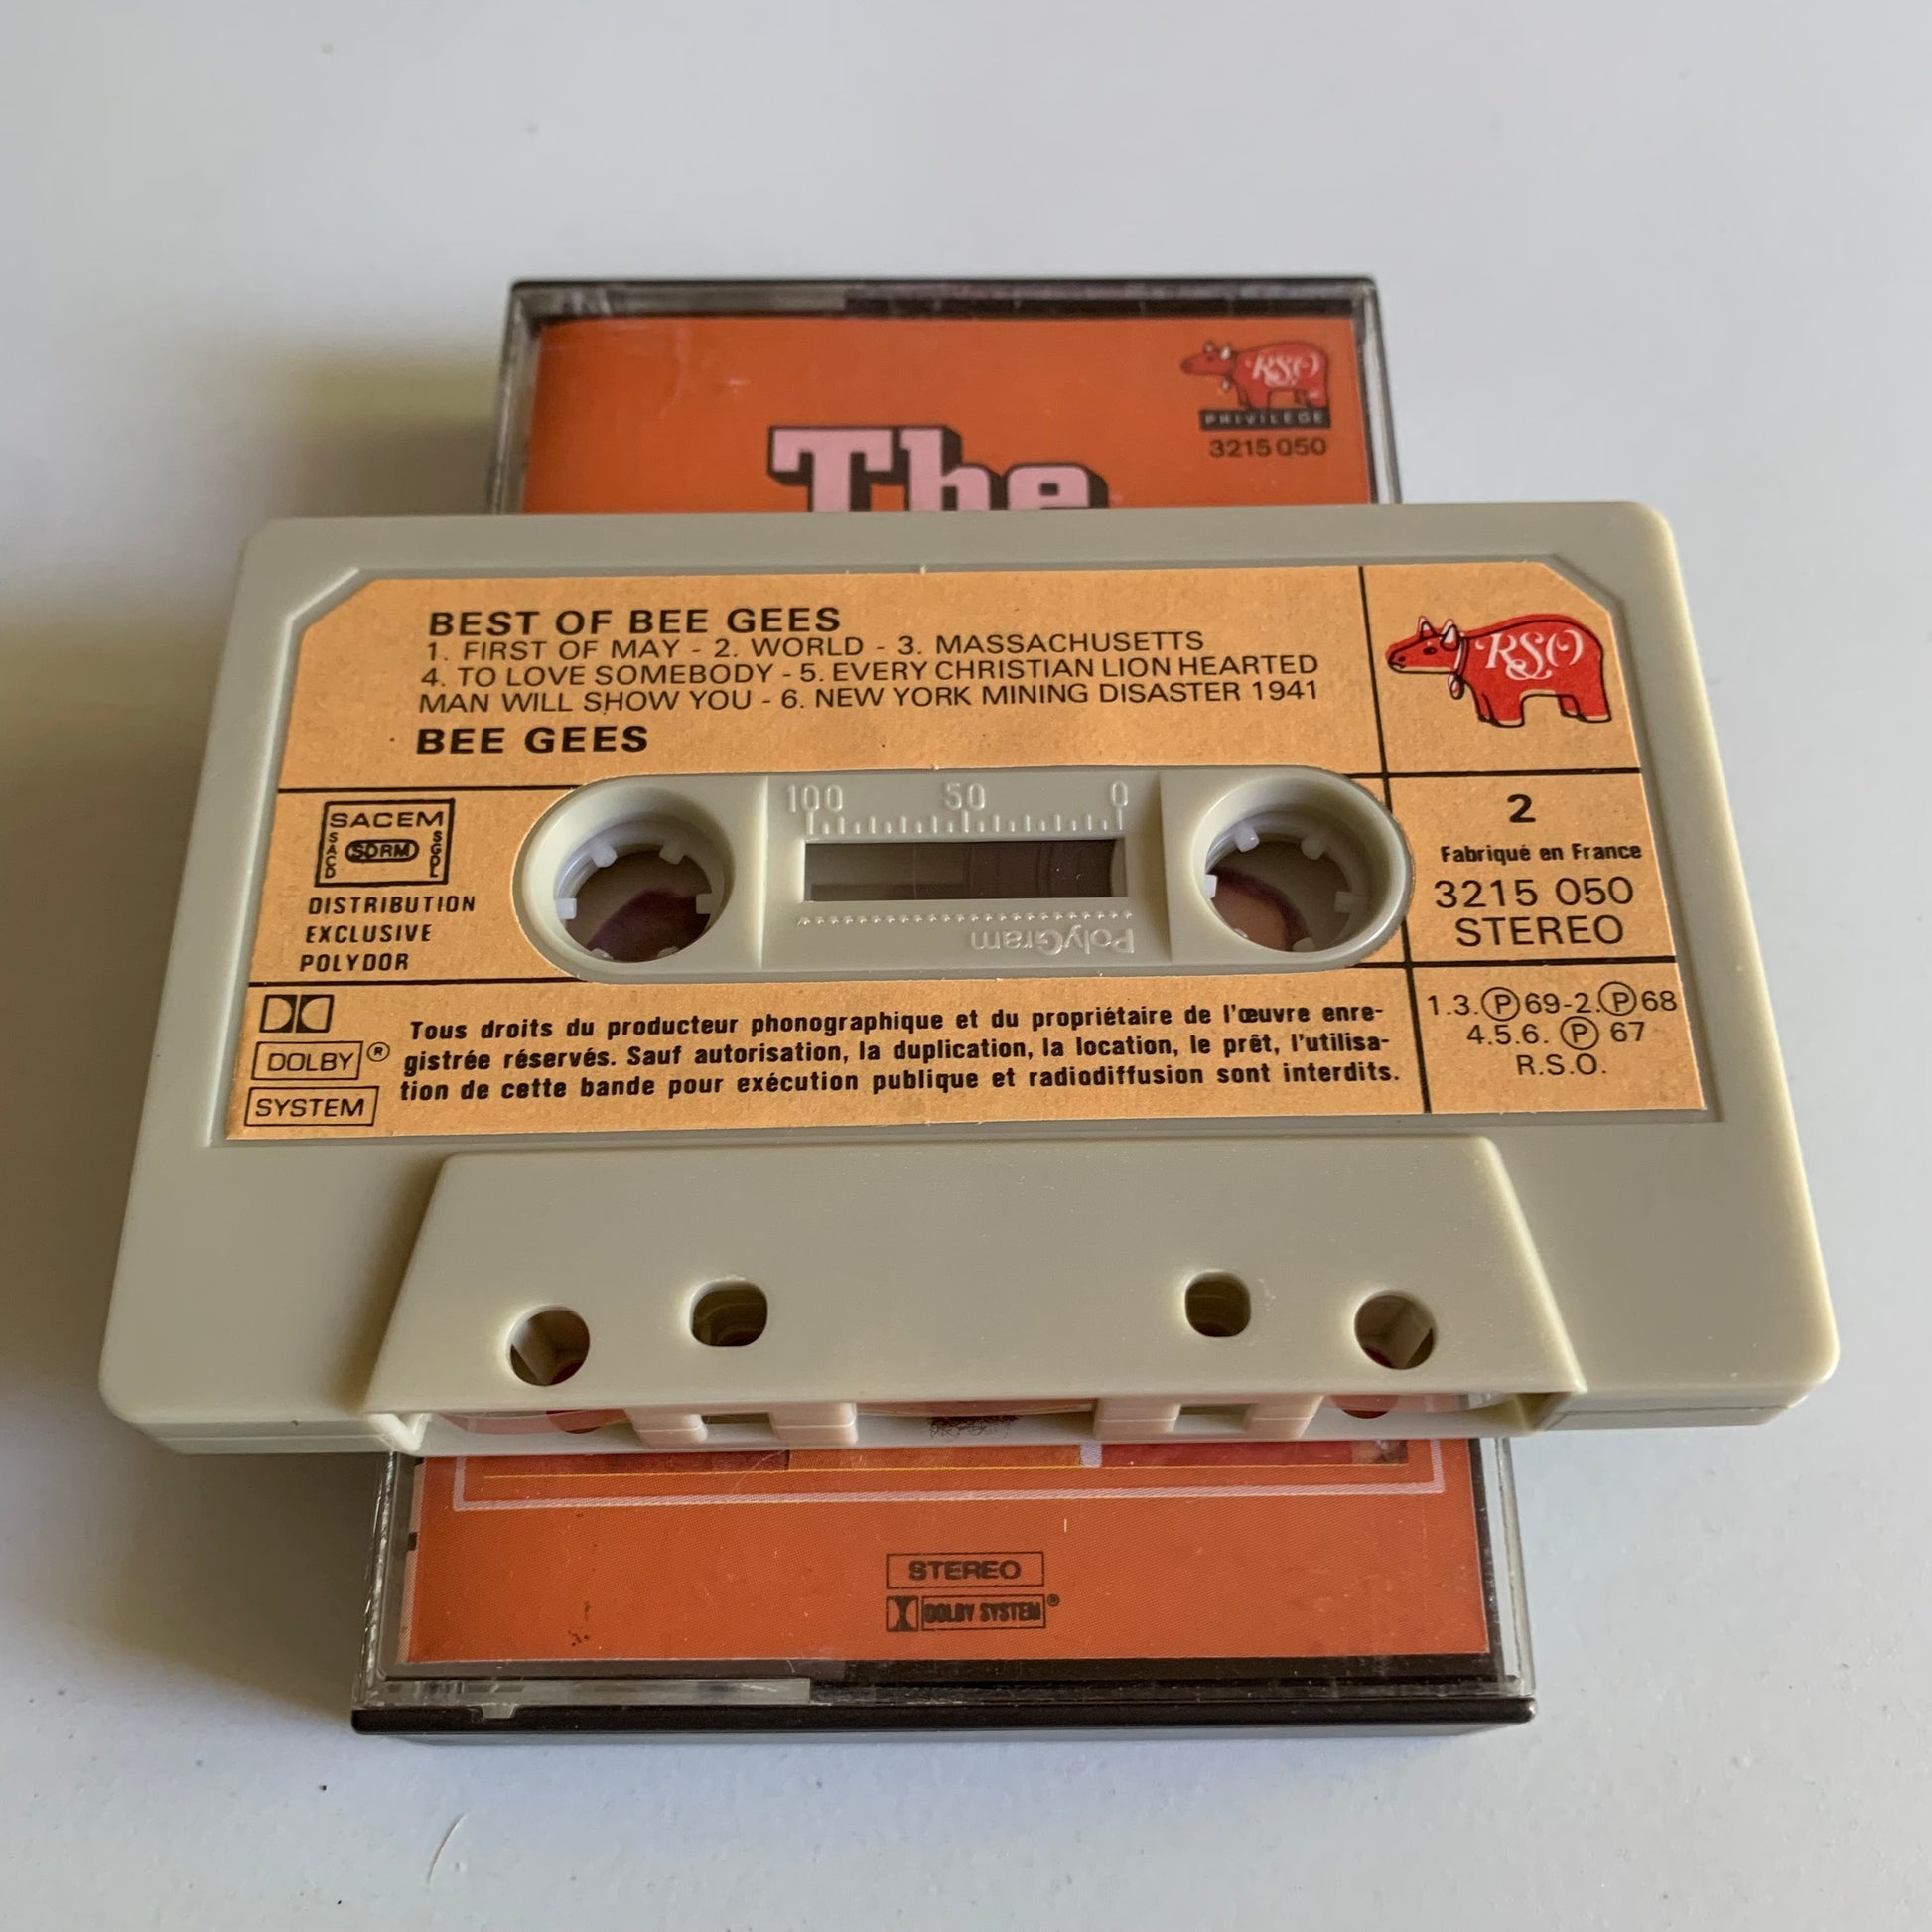 RSO
PRIVILEGE
3215 050
The
BEST OF BEE GEES
1. FIRST OF MAY - 2. WORLD - 3. MASSACHUSETTS
4. TO LOVE SOMEBODY - 5. EVERY CHRISTIAN LION HEARTED
MAN WILL SHOW YOU - 6. NEW YORK MINING DISASTER 1941
BEE GEES
RSO
SACEM
SACD
SDRM
SGDL
DISTRIBUTION
EXCLUSIVE
POLYDOR
100 50 0
PolyGram
2
Fabriqué en France
3215 050
STEREO
DOLBY ®
SYSTEM
Tous droits du producteur phonographique et du propriétaire de l'œuvre enre-
gistrée réservés. Sauf autorisation, la duplication, la location, le prêt, l'utilisa-
tion de cette bande pour exécution publique et radiodiffusion sont interdits.
1.3.Ⓟ69-2.Ⓟ68
4.5.6. Ⓟ 67
R.S.O.
STEREO
DOLBY SYSTEM ®